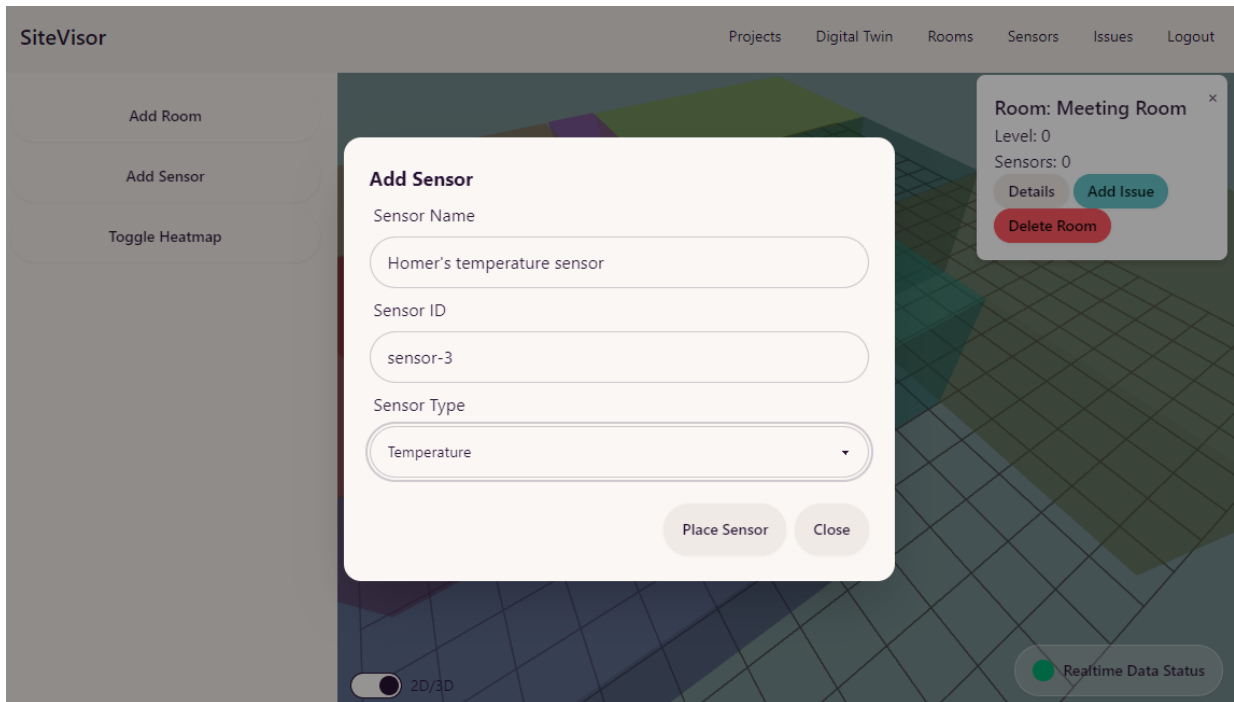 SiteVisor
Projects Digital Twin Rooms Sensors Issues Logout
Add Room
Add Sensor
Toggle Heatmap
Add Sensor
Sensor Name
Homer's temperature sensor
Sensor ID
sensor-3
Sensor Type
Temperature
Place Sensor Close
Room: Meeting Room ×
Level: 0
Sensors: 0
Details Add Issue
Delete Room
2D/3D
Realtime Data Status